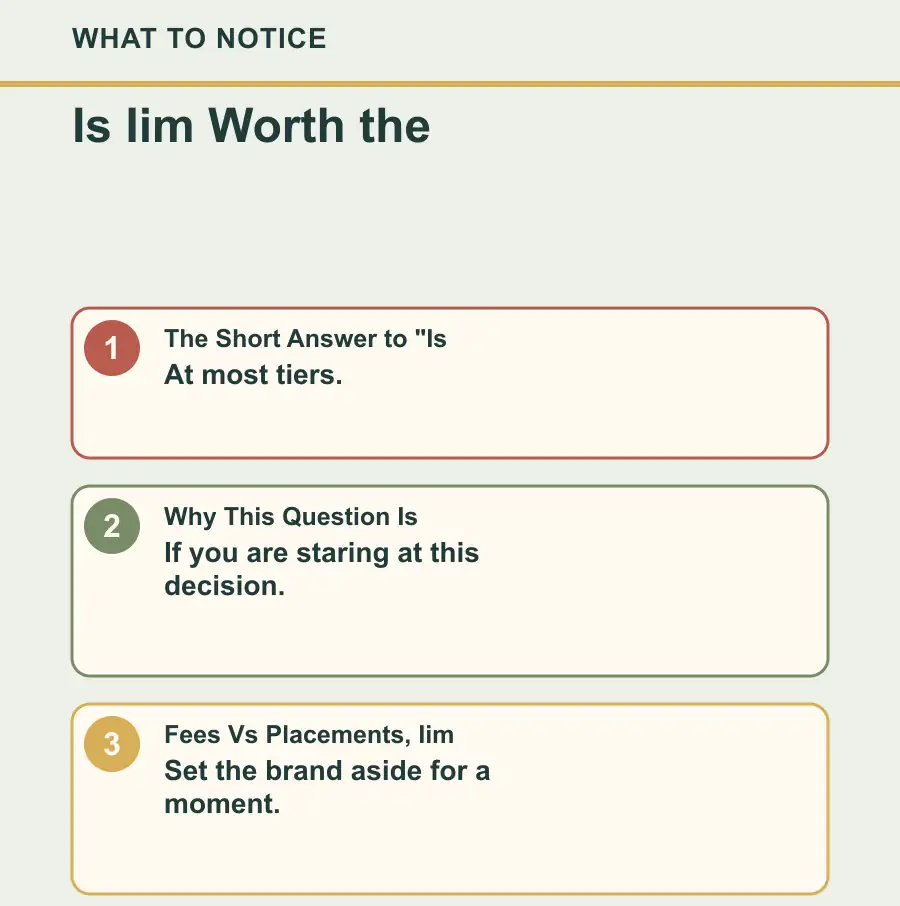 WHAT TO NOTICE
Is Iim Worth the
1
The Short Answer to "Is
At most tiers.
2
Why This Question Is
If you are staring at this
decision.
3
Fees Vs Placements, Iim
Set the brand aside for a
moment.